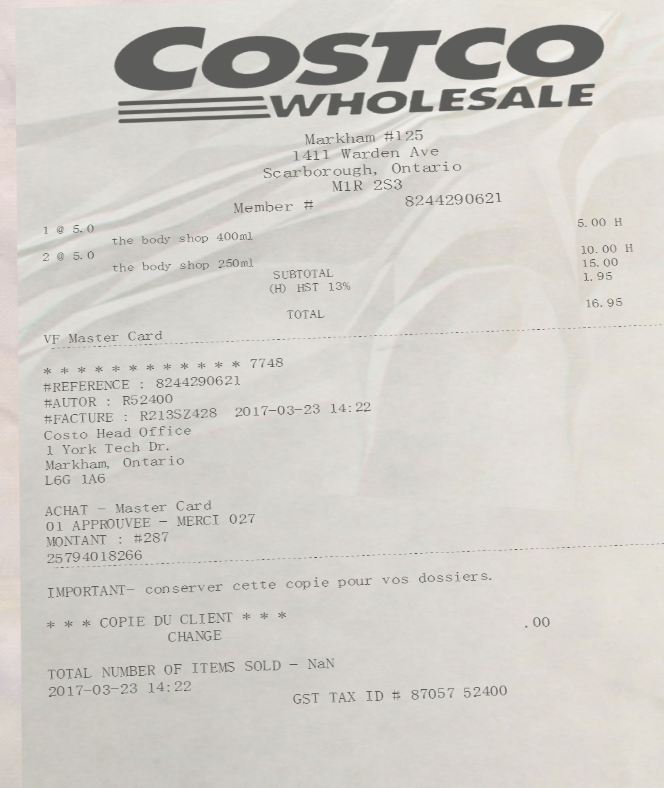 COSTCO
WHOLESALE
Markham #125
1411 Warden Ave
Scarborough, Ontario
M1R 2S3
Member # 8244290621
1 @ 5.0 5.00 H
the body shop 400ml
2 @ 5.0 10.00 H
the body shop 250ml
SUBTOTAL 15.00
(H) HST 13% 1.95
TOTAL 16.95
VF Master Card
* * * * * * * * * * * * 7748
#REFERENCE : 8244290621
#AUTOR : R52400
#FACTURE : R213SZ428 2017-03-23 14:22
Costo Head Office
1 York Tech Dr.
Markham, Ontario
L6G 1A6
ACHAT - Master Card
01 APPROUVEE - MERCI 027
MONTANT : #287
25794018266
IMPORTANT- conserver cette copie pour vos dossiers.
* * * COPIE DU CLIENT * * *
CHANGE .00
TOTAL NUMBER OF ITEMS SOLD - NaN
2017-03-23 14:22
GST TAX ID # 87057 52400